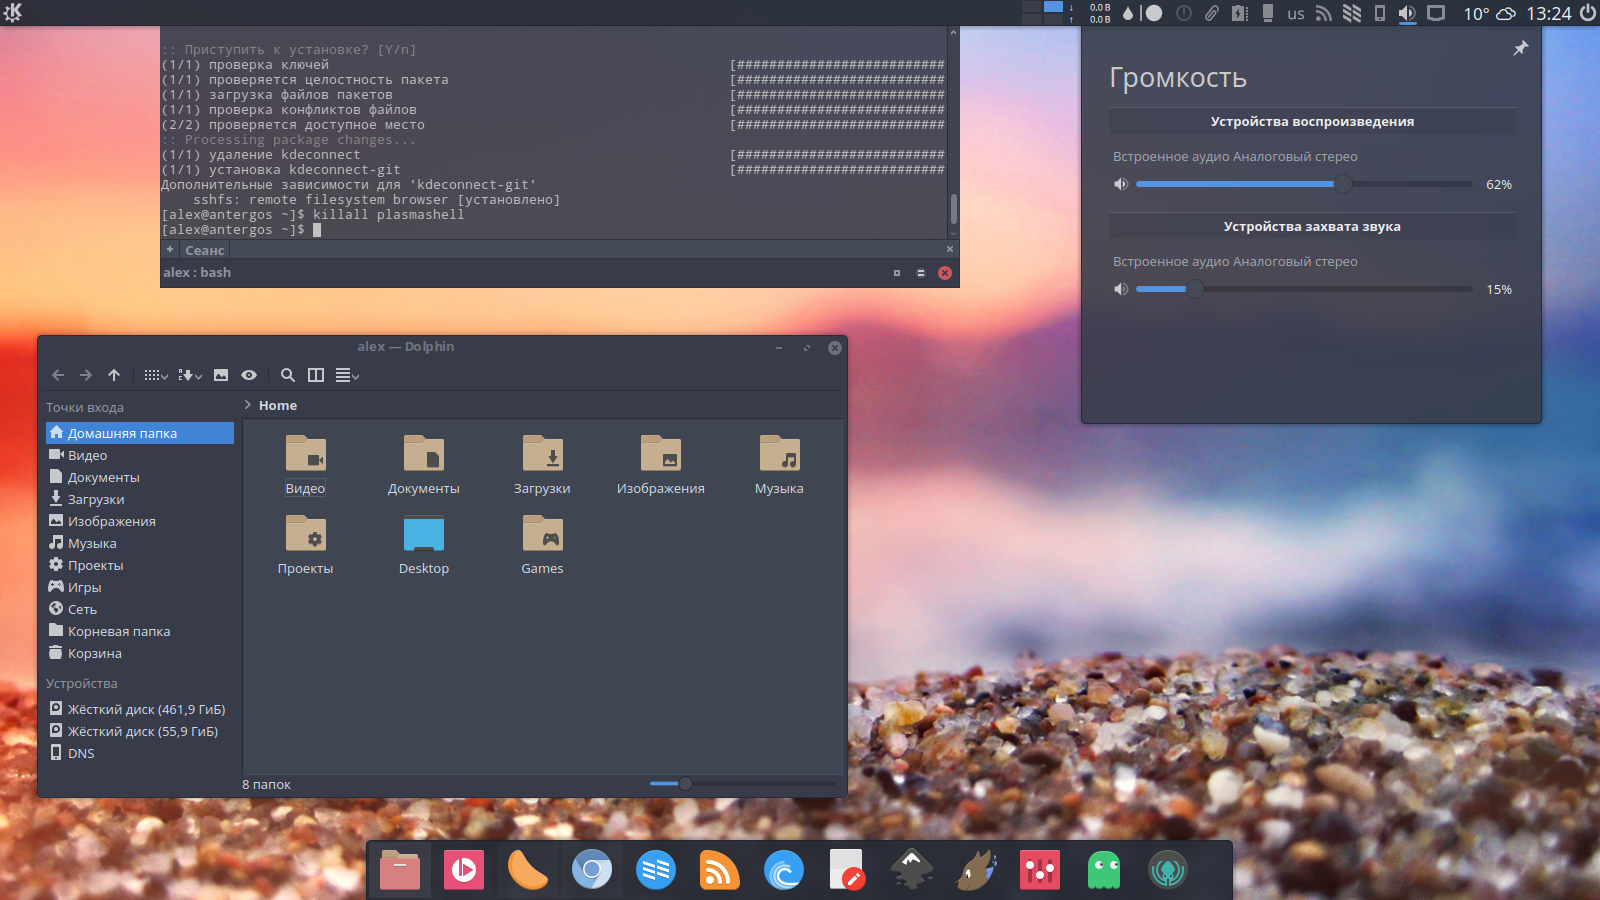 0.0 B
0.0 B
us
10°
13:24
:: Приступить к установке? [Y/n]
(1/1) проверка ключей [##########################
(1/1) проверяется целостность пакета [##########################
(1/1) загрузка файлов пакетов [##########################
(1/1) проверка конфликтов файлов [##########################
(2/2) проверяется доступное место [##########################
:: Processing package changes...
(1/1) удаление kdeconnect [##########################
(1/1) установка kdeconnect-git [##########################
Дополнительные зависимости для 'kdeconnect-git'
sshfs: remote filesystem browser [установлено]
[alex@antergos ~]$ killall plasmashell
[alex@antergos ~]$
Сеанс
alex : bash
Громкость
Устройства воспроизведения
Встроенное аудио Аналоговый стерео
62%
Устройства захвата звука
Встроенное аудио Аналоговый стерео
15%
alex — Dolphin
Точки входа
Домашняя папка
Видео
Документы
Загрузки
Изображения
Музыка
Проекты
Игры
Сеть
Корневая папка
Корзина
Устройства
Жёсткий диск (461,9 ГиБ)
Жёсткий диск (55,9 ГиБ)
DNS
Home
Видео
Документы
Загрузки
Изображения
Музыка
Проекты
Desktop
Games
8 папок